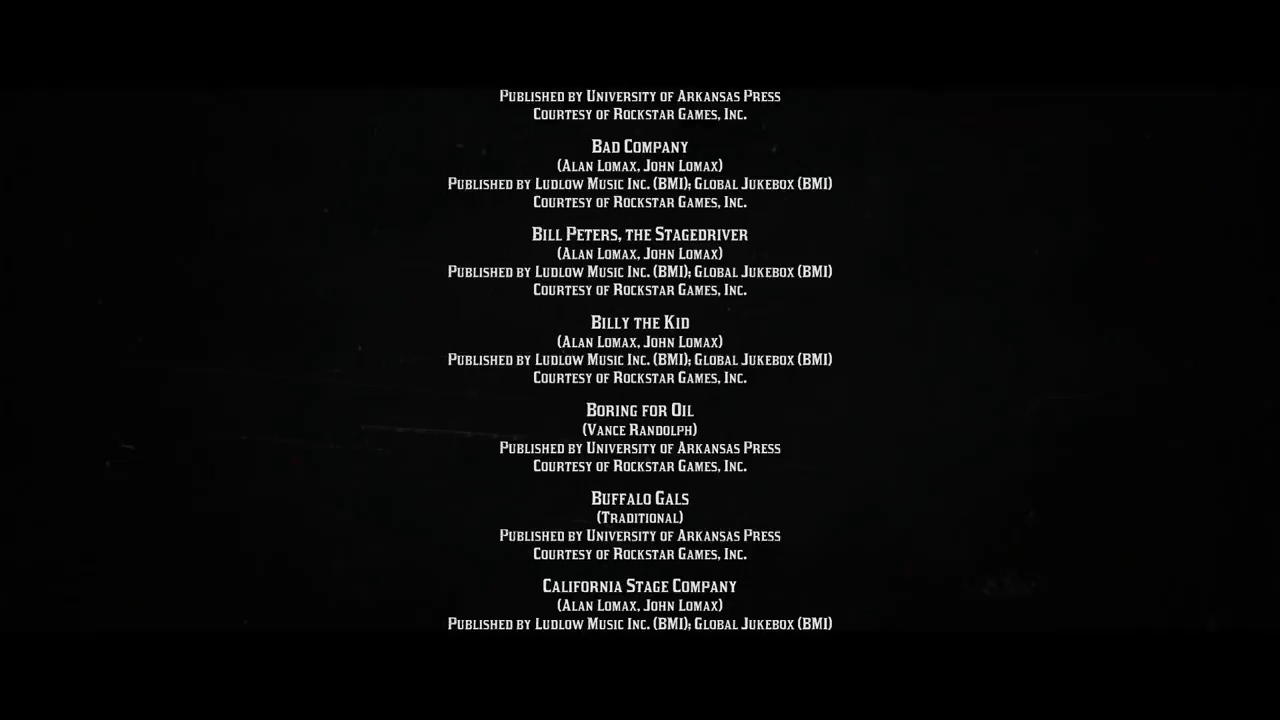 Published by University of Arkansas Press
Courtesy of Rockstar Games, Inc.
Bad Company
(Alan Lomax, John Lomax)
Published by Ludlow Music Inc. (BMI); Global Jukebox (BMI)
Courtesy of Rockstar Games, Inc.
Bill Peters, the Stagedriver
(Alan Lomax, John Lomax)
Published by Ludlow Music Inc. (BMI); Global Jukebox (BMI)
Courtesy of Rockstar Games, Inc.
Billy the Kid
(Alan Lomax, John Lomax)
Published by Ludlow Music Inc. (BMI); Global Jukebox (BMI)
Courtesy of Rockstar Games, Inc.
Boring for Oil
(Vance Randolph)
Published by University of Arkansas Press
Courtesy of Rockstar Games, Inc.
Buffalo Gals
(Traditional)
Published by University of Arkansas Press
Courtesy of Rockstar Games, Inc.
California Stage Company
(Alan Lomax, John Lomax)
Published by Ludlow Music Inc. (BMI); Global Jukebox (BMI)